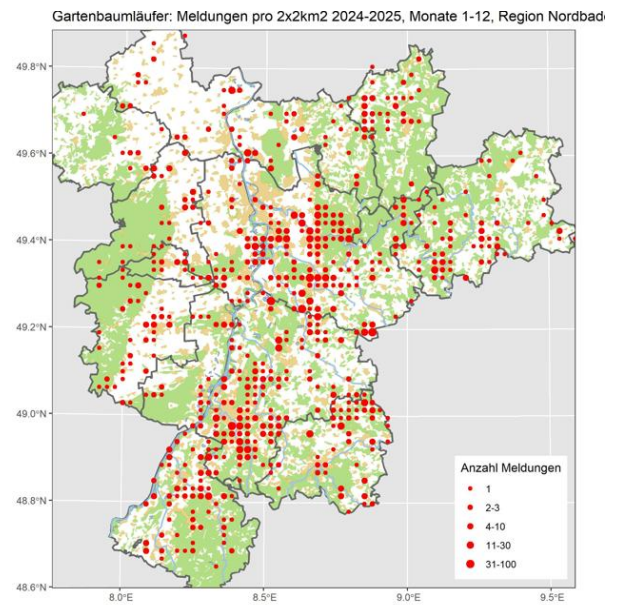 Gartenbaumläufer: Meldungen pro 2x2km2 2024-2025, Monate 1-12, Region Nordbad
49.8°N
49.6°N
49.4°N
49.2°N
49.0°N
48.8°N
48.6°N
8.0°E 8.5°E 9.0°E 9.5°E
Anzahl Meldungen
1
2-3
4-10
11-30
31-100